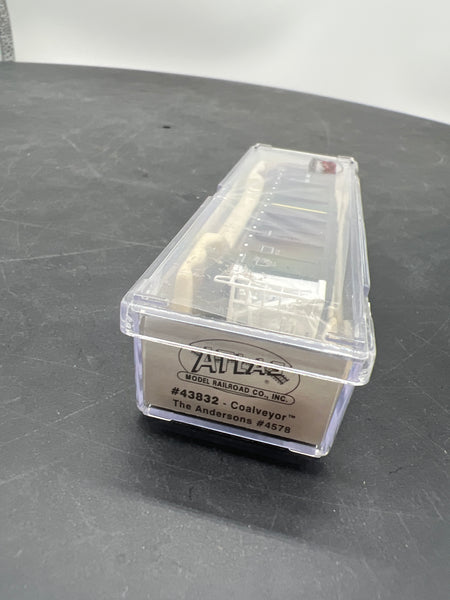 ATLAS
MODEL RAILROAD CO., INC.
#43832 - Coalveyor™
The Andersons #4578